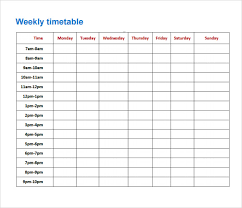 Weekly timetable
Time Monday Tuesday Wednesday Thursday Friday Saturday Sunday
7am-8am
8am-9am
9am-10am
10am-11am
11am-12pm
12pm-1pm
1pm-2pm
2pm-3pm
3pm-4pm
4pm-5pm
5pm-6pm
6pm-7pm
7pm-8pm
8pm-9pm
9pm-10pm